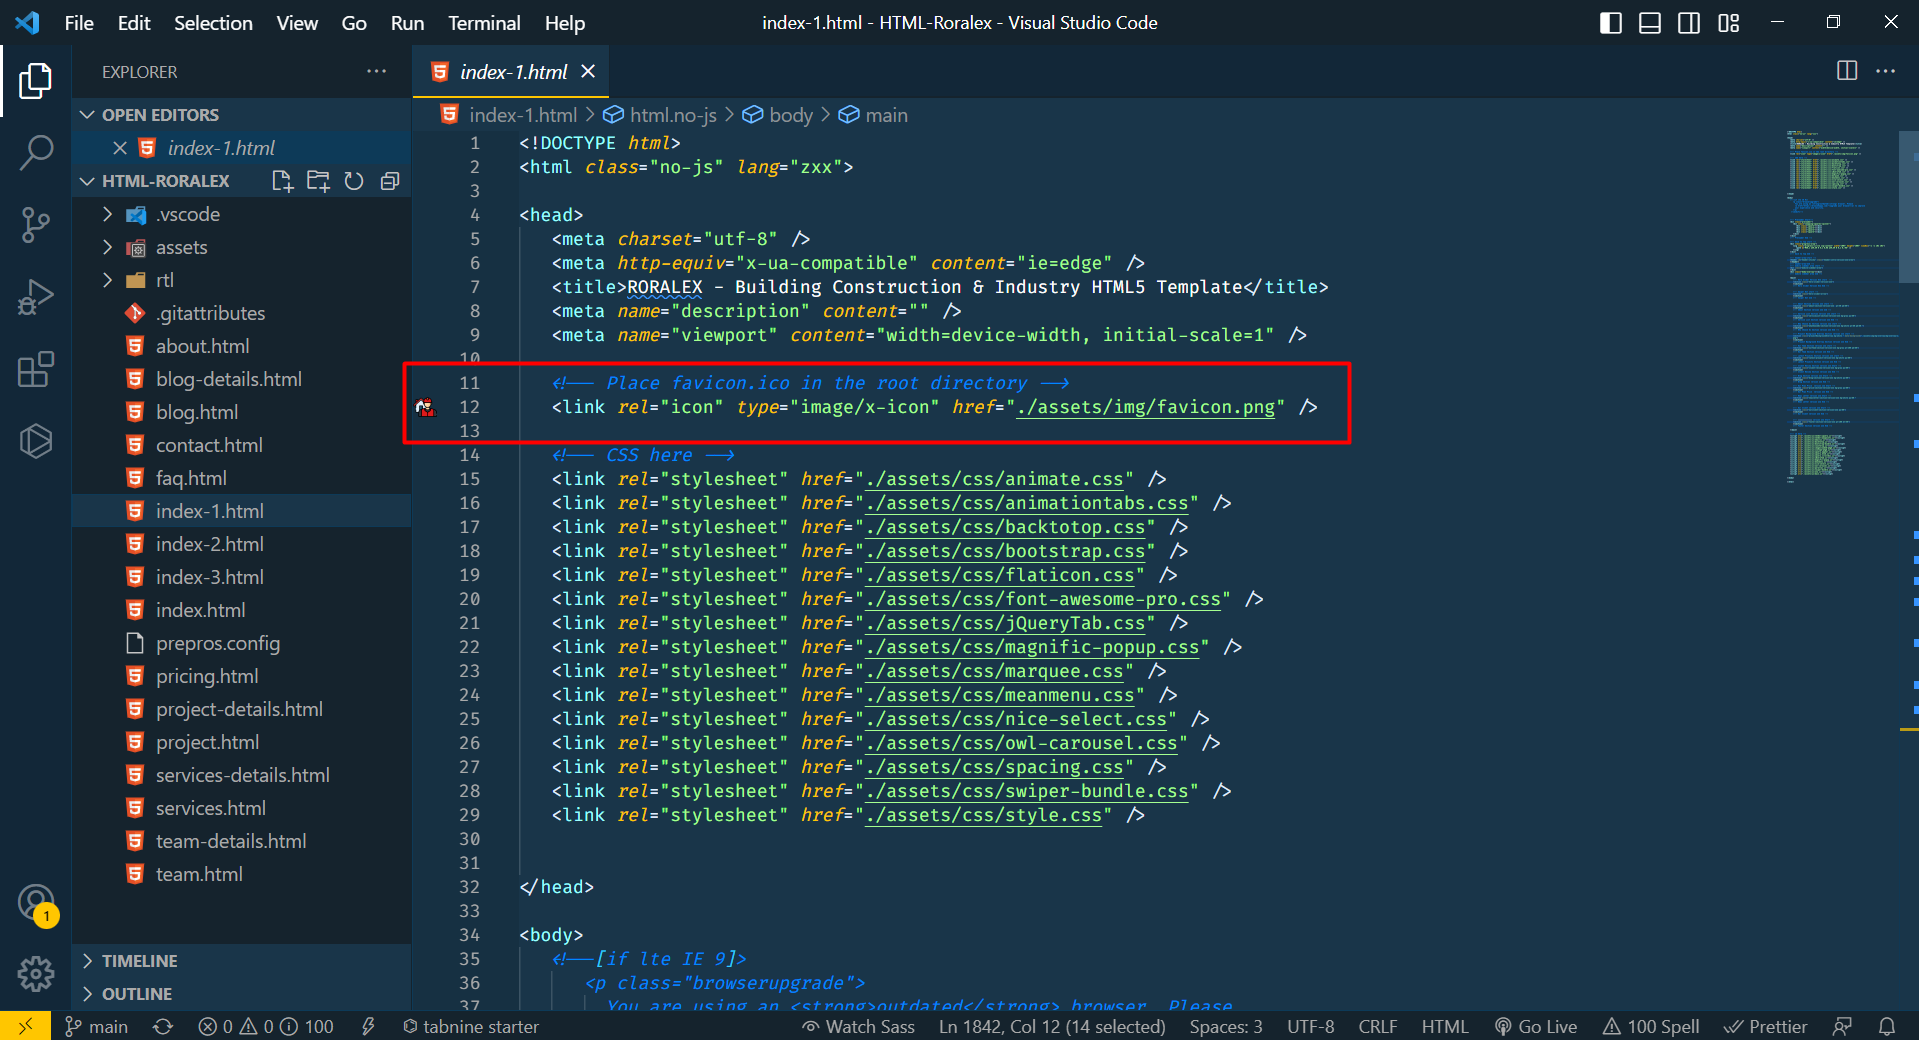 File Edit Selection View Go Run Terminal Help
index-1.html - HTML-Roralex - Visual Studio Code
EXPLORER
OPEN EDITORS
index-1.html
HTML-RORALEX
.vscode
assets
rtl
.gitattributes
about.html
blog-details.html
blog.html
contact.html
faq.html
index-1.html
index-2.html
index-3.html
index.html
prepros.config
pricing.html
project-details.html
project.html
services-details.html
services.html
team-details.html
team.html
TIMELINE
OUTLINE
1
index-1.html
index-1.html > html.no-js > body > main
1 <!DOCTYPE html>
2 <html class="no-js" lang="zxx">
3
4 <head>
5 <meta charset="utf-8" />
6 <meta http-equiv="x-ua-compatible" content="ie=edge" />
7 <title>RORALEX - Building Construction & Industry HTML5 Template</title>
8 <meta name="description" content="" />
9 <meta name="viewport" content="width=device-width, initial-scale=1" />
10
11 <!-- Place favicon.ico in the root directory -->
12 <link rel="icon" type="image/x-icon" href="./assets/img/favicon.png" />
13
14 <!-- CSS here -->
15 <link rel="stylesheet" href="./assets/css/animate.css" />
16 <link rel="stylesheet" href="./assets/css/animationtabs.css" />
17 <link rel="stylesheet" href="./assets/css/backtotop.css" />
18 <link rel="stylesheet" href="./assets/css/bootstrap.css" />
19 <link rel="stylesheet" href="./assets/css/flaticon.css" />
20 <link rel="stylesheet" href="./assets/css/font-awesome-pro.css" />
21 <link rel="stylesheet" href="./assets/css/jQueryTab.css" />
22 <link rel="stylesheet" href="./assets/css/magnific-popup.css" />
23 <link rel="stylesheet" href="./assets/css/marquee.css" />
24 <link rel="stylesheet" href="./assets/css/meanmenu.css" />
25 <link rel="stylesheet" href="./assets/css/nice-select.css" />
26 <link rel="stylesheet" href="./assets/css/owl-carousel.css" />
27 <link rel="stylesheet" href="./assets/css/spacing.css" />
28 <link rel="stylesheet" href="./assets/css/swiper-bundle.css" />
29 <link rel="stylesheet" href="./assets/css/style.css" />
30
31
32 </head>
33
34 <body>
35 <!--[if lte IE 9]>
36 <p class="browserupgrade">
37 You are using an <strong>outdated</strong> browser. Please
main 0 0 100 tabnine starter Watch Sass Ln 1842, Col 12 (14 selected) Spaces: 3 UTF-8 CRLF HTML Go Live 100 Spell Prettier